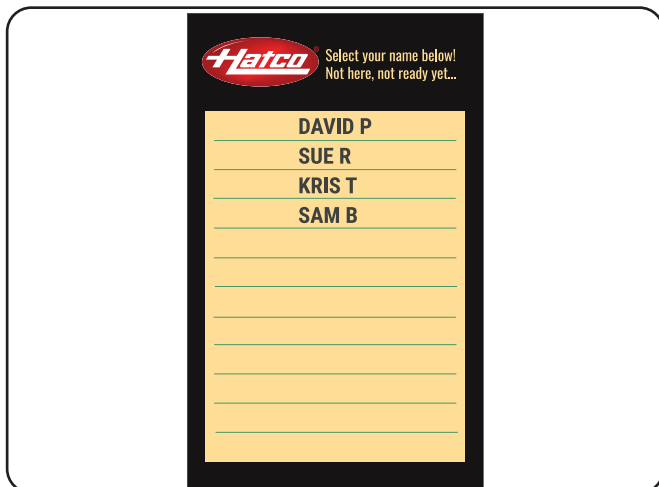 Hatco®
Select your name below!
Not here, not ready yet...
DAVID P
SUE R
KRIS T
SAM B